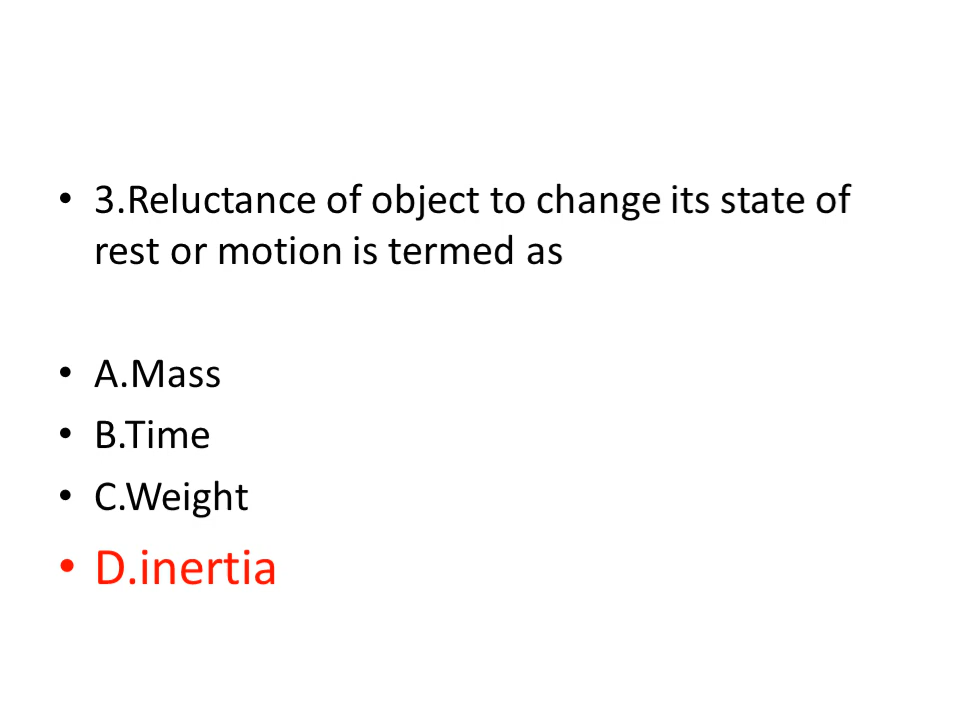 • 3.Reluctance of object to change its state of
rest or motion is termed as
• A.Mass
• B.Time
• C.Weight
• D.inertia